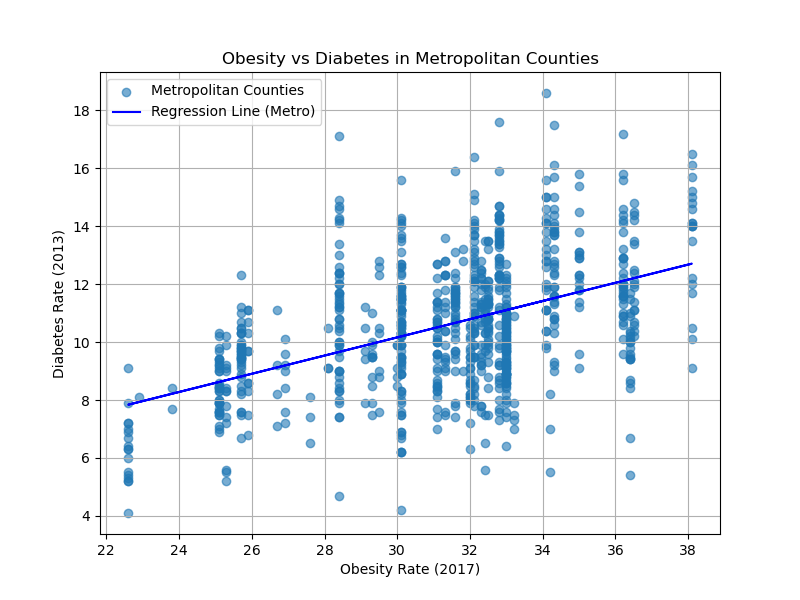 Obesity vs Diabetes in Metropolitan Counties
Metropolitan Counties
Regression Line (Metro)
Diabetes Rate (2013)
18
16
14
12
10
8
6
4
22 24 26 28 30 32 34 36 38
Obesity Rate (2017)